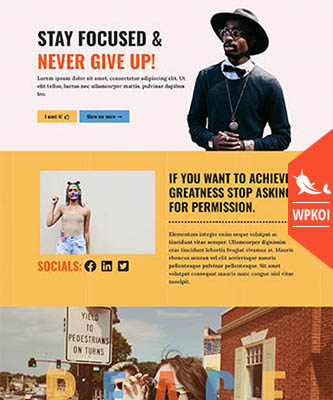 STAY FOCUSED &
NEVER GIVE UP!
Lorem ipsum dolor sit amet, consectetur adipiscing elit. Ut
elit tellus, luctus nec ullamcorper mattis, pulvinar dapibus
leo.
I want it!
Show me more →
IF YOU WANT TO ACHIEVE
GREATNESS STOP ASKING
FOR PERMISSION.
WPKOI
Elementum integer enim neque volutpat ac
tincidunt vitae semper. Ullamcorper dignissim
cras tincidunt lobortis feugiat vivamus at. Mauris
rhoncus aenean vel elit scelerisque mauris
pellentesque pulvinar pellentesque. Sit amet
volutpat consequat mauris nunc congue nisi vitae
suscipit.
SOCIALS:
YIELD
TO
PEDESTRIANS
ON TURNS
PEACE